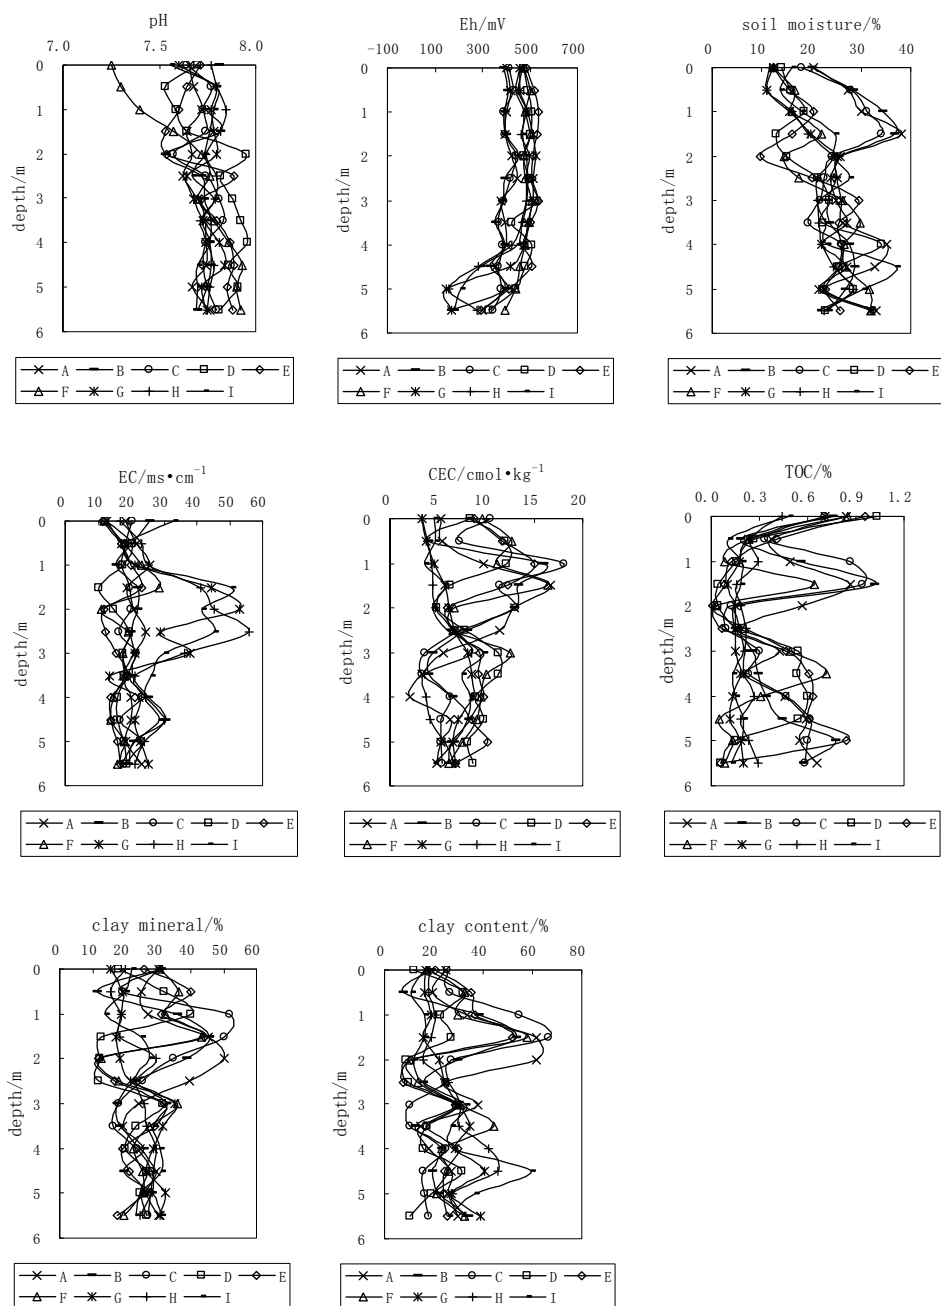 pH
7.0 7.5 8.0
0
1
2
3
4
5
6
depth/m
A B C D E
F G H I
Eh/mV
-100 100 300 500 700
0
1
2
3
4
5
6
depth/m
A B C D E
F G H I
soil moisture/%
0 10 20 30 40
0
1
2
3
4
5
6
depth/m
A B C D E
F G H I
EC/ms•cm⁻¹
0 10 20 30 40 50 60
0
1
2
3
4
5
6
depth/m
A B C D E
F G H I
CEC/cmol•kg⁻¹
0 5 10 15 20
0
1
2
3
4
5
6
depth/m
A B C D E
F G H I
TOC/%
0.0 0.3 0.6 0.9 1.2
0
1
2
3
4
5
6
depth/m
A B C D E
F G H I
clay mineral/%
0 10 20 30 40 50 60
0
1
2
3
4
5
6
depth/m
A B C D E
F G H I
clay content/%
0 20 40 60 80
0
1
2
3
4
5
6
depth/m
A B C D E
F G H I